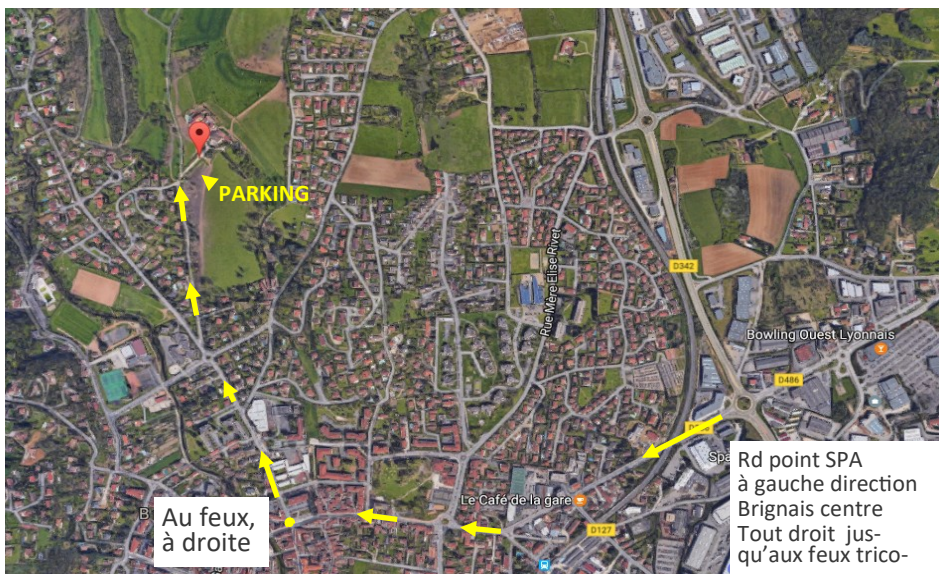 PARKING
Rue Mère Elise Rivet
D342
Bowling Ouest Lyonnais
D486
Le Café de la gare
D127
Au feux,
à droite
Rd point SPA
à gauche direction
Brignais centre
Tout droit jus-
qu'aux feux trico-